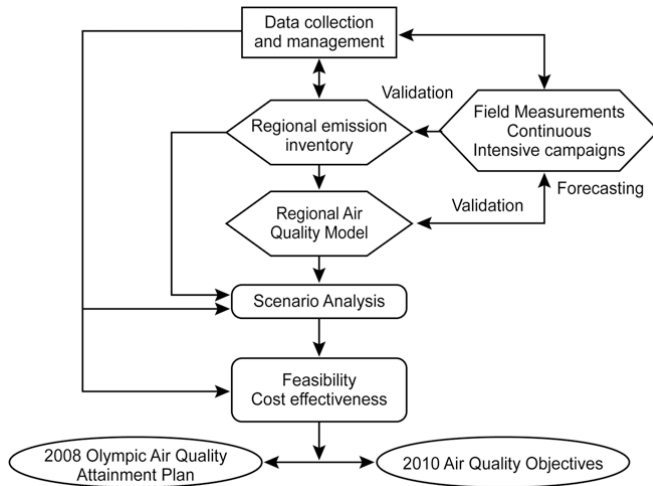 Data collection
and management
Validation
Field Measurements
Continuous
Intensive campaigns
Regional emission
inventory
Forecasting
Validation
Regional Air
Quality Model
Scenario Analysis
Feasibility
Cost effectiveness
2008 Olympic Air Quality
Attainment Plan
2010 Air Quality Objectives